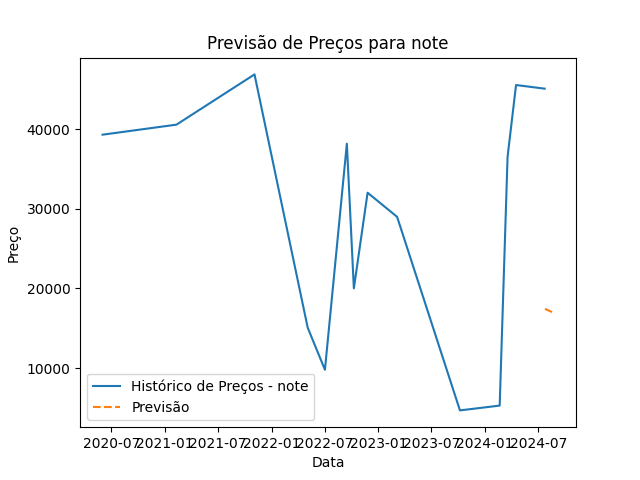 Previsão de Preços para note
Preço
40000
30000
20000
10000
Histórico de Preços - note
Previsão
2020-07 2021-01 2021-07 2022-01 2022-07 2023-01 2023-07 2024-01 2024-07
Data